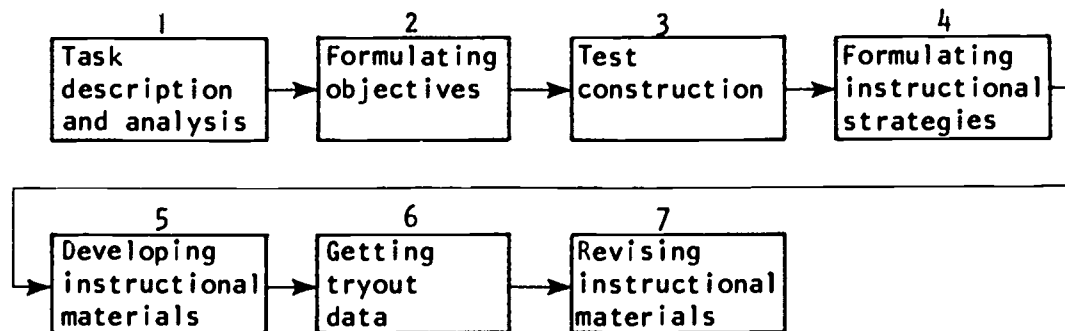 1
Task
description
and analysis
2
Formulating
objectives
3
Test
construction
4
Formulating
instructional
strategies
5
Developing
instructional
materials
6
Getting
tryout
data
7
Revising
instructional
materials